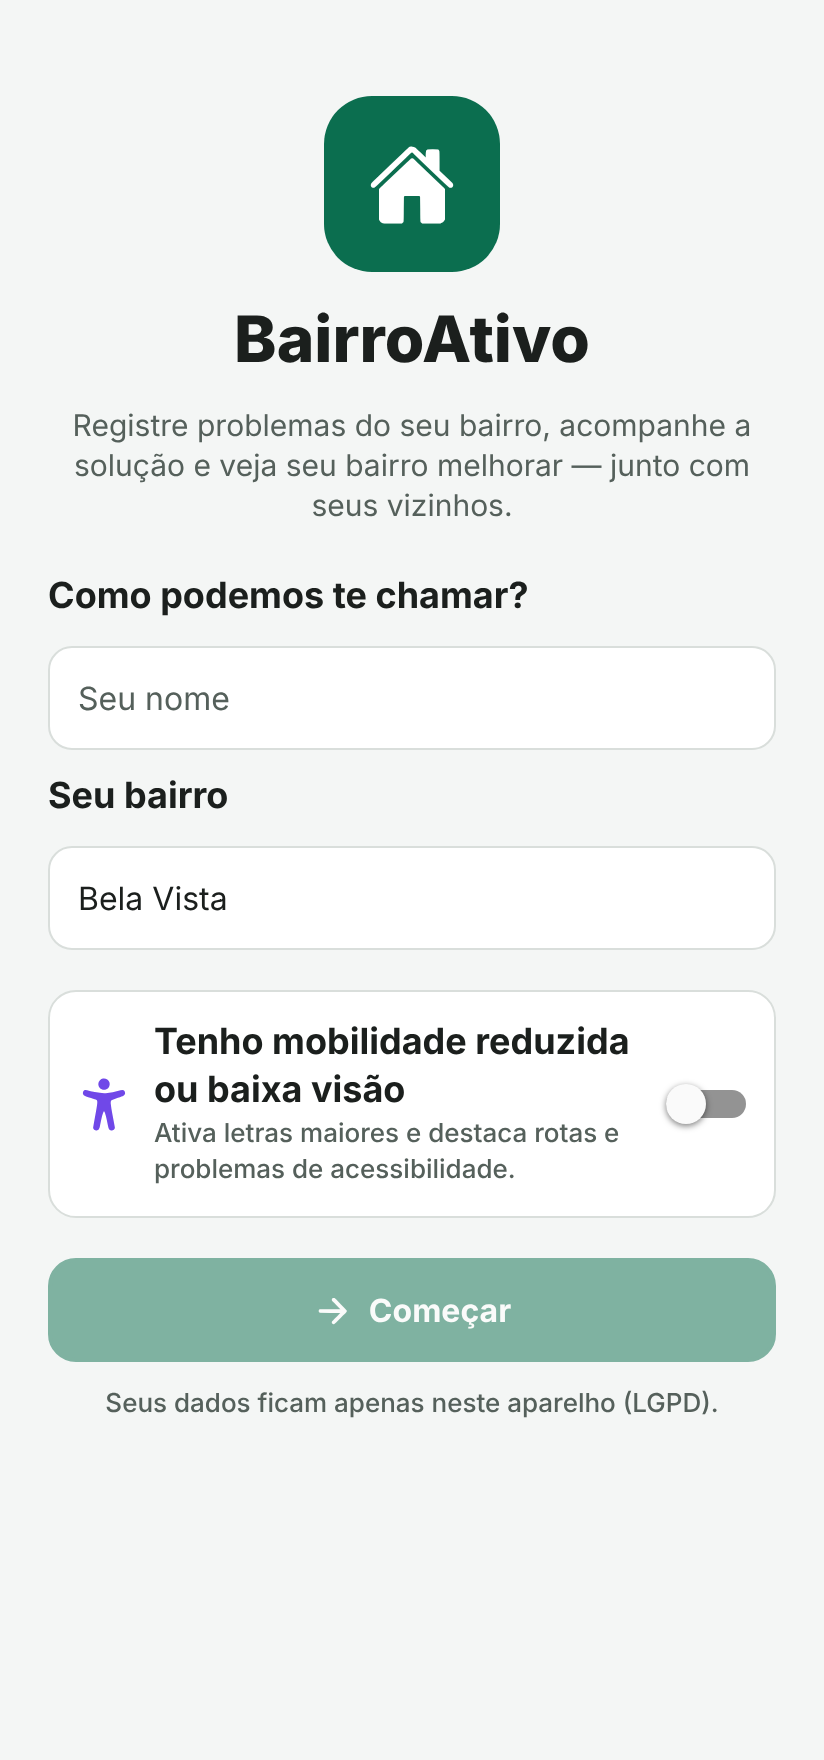 BairroAtivo
Registre problemas do seu bairro, acompanhe a
solução e veja seu bairro melhorar — junto com
seus vizinhos.
Como podemos te chamar?
Seu nome
Seu bairro
Bela Vista
Tenho mobilidade reduzida
ou baixa visão
Ativa letras maiores e destaca rotas e
problemas de acessibilidade.
Começar
Seus dados ficam apenas neste aparelho (LGPD).